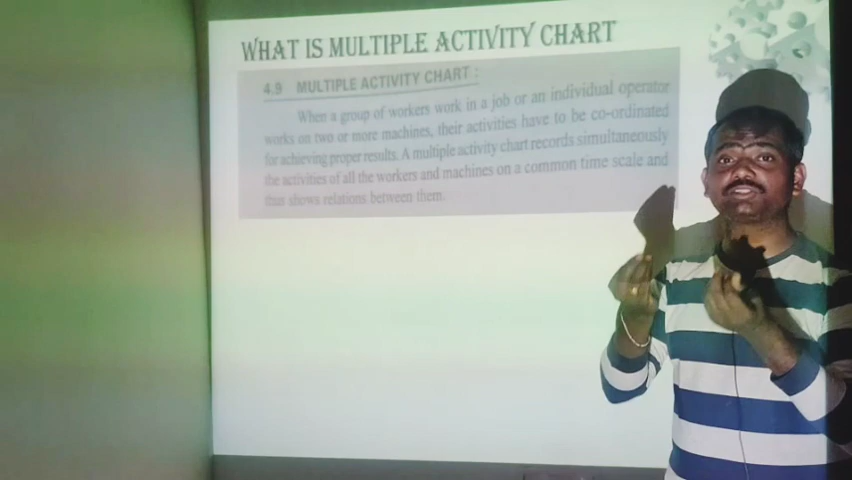 WHAT IS MULTIPLE ACTIVITY CHART
4.9 MULTIPLE ACTIVITY CHART :
When a group of workers work in a job or an individual operator
works on two or more machines, their activities have to be co-ordinated
for achieving proper results. A multiple activity chart records simultaneously
the activities of all the workers and machines on a common time scale and
thus shows relations between them.